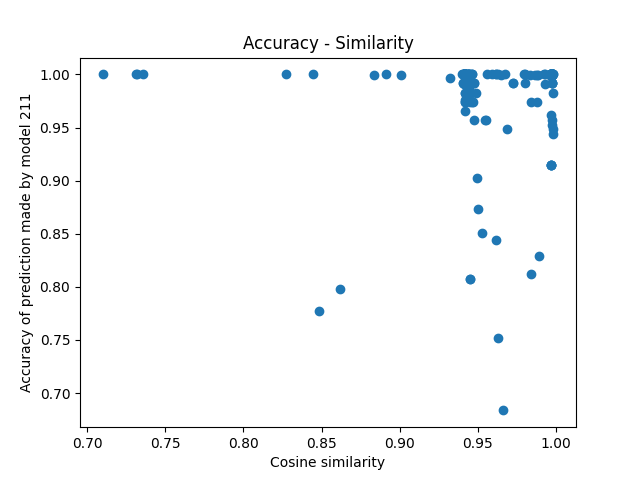 Accuracy - Similarity
1.00
0.95
0.90
0.85
0.80
0.75
0.70
Accuracy of prediction made by model 211
0.70 0.75 0.80 0.85 0.90 0.95 1.00
Cosine similarity